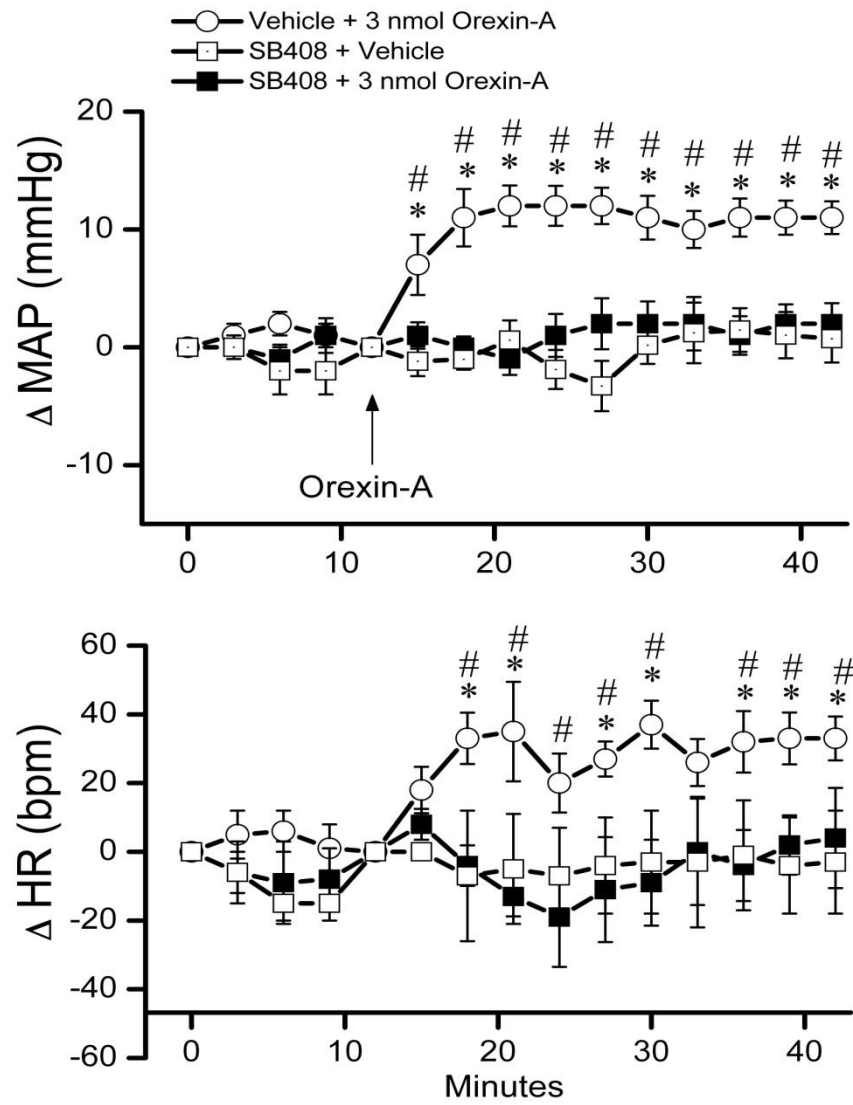 Vehicle + 3 nmol Orexin-A
SB408 + Vehicle
SB408 + 3 nmol Orexin-A
20
# # # # # # # # # #
* * * * * * * * * *
10
0
-10
Δ MAP (mmHg)
Orexin-A
0 10 20 30 40
60
# # # # # # # #
* * * * * * *
40
20
0
-20
-40
-60
Δ HR (bpm)
0 10 20 30 40
Minutes